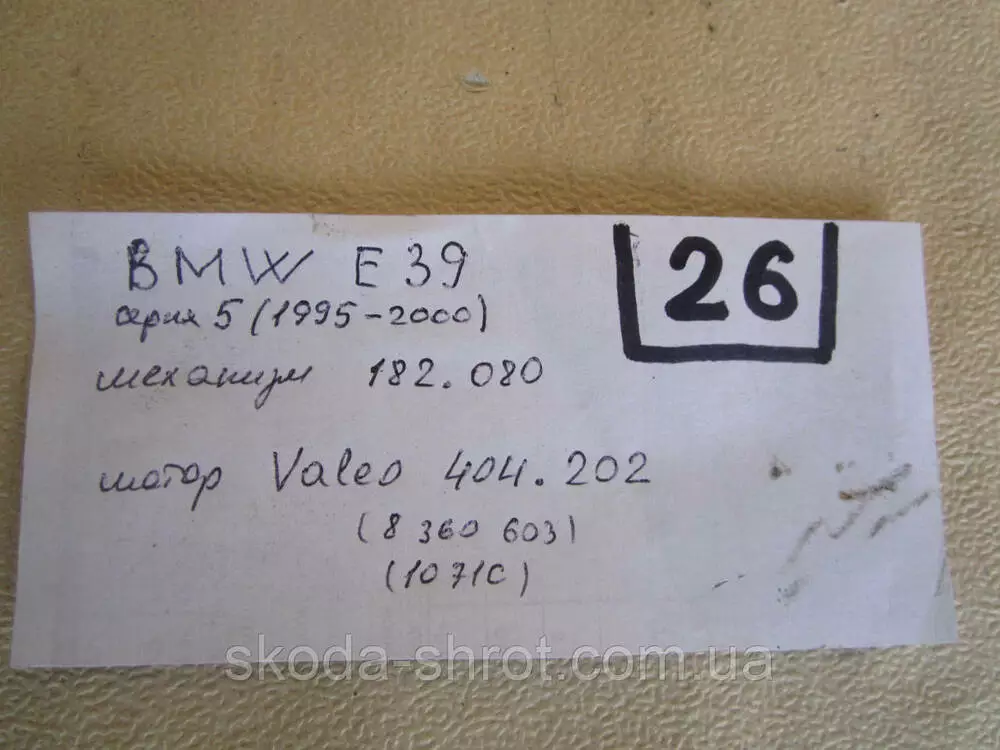 BMW E39
26
серия 5 (1995-2000)
механизм 182.080
мотор Valeo 404.202
(8 360 603)
(1071C)
skoda-shrot.com.ua